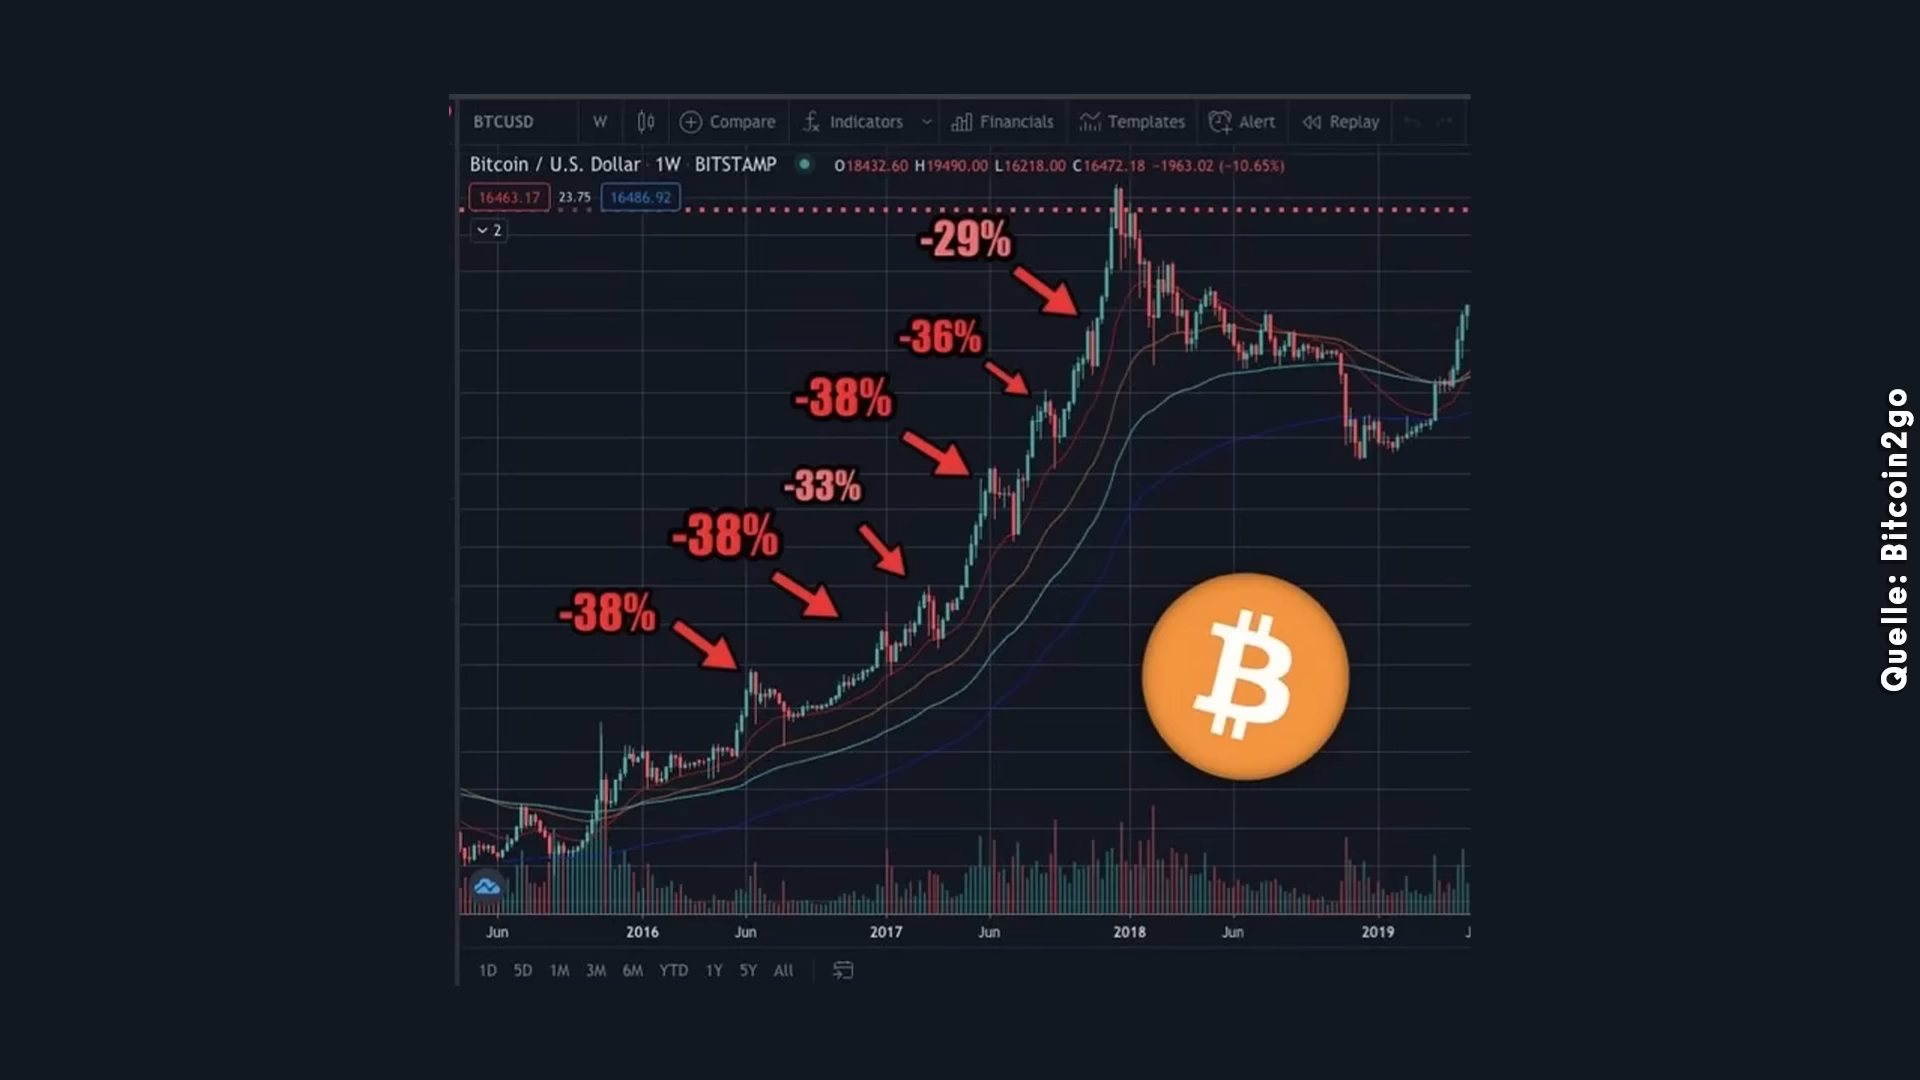 BTCUSD W Compare Indicators Financials Templates Alert Replay
Bitcoin / U.S. Dollar · 1W BITSTAMP O18432.60 H19490.00 L16218.00 C16472.18 −1963.02 (−10.65%)
16463.17 23.75 16486.92
2
-29%
-36%
-38%
-33%
-38%
-38%
Jun 2016 Jun 2017 Jun 2018 Jun 2019 J
1D 5D 1M 3M 6M YTD 1Y 5Y All
Quelle: Bitcoin2go